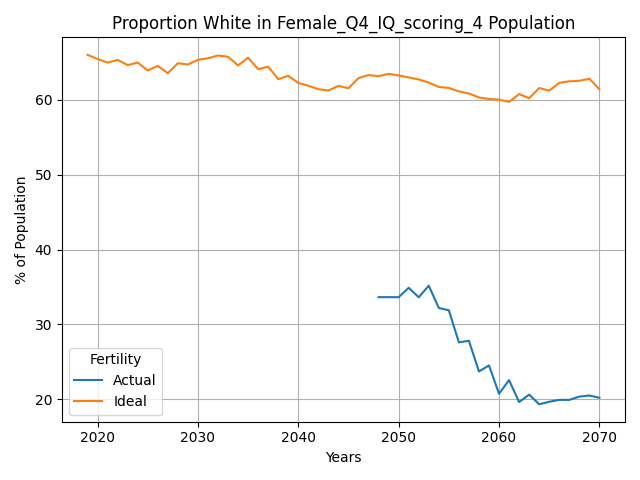 Proportion White in Female_Q4_IQ_scoring_4 Population
% of Population
60
50
40
30
20
Fertility
Actual
Ideal
2020 2030 2040 2050 2060 2070
Years